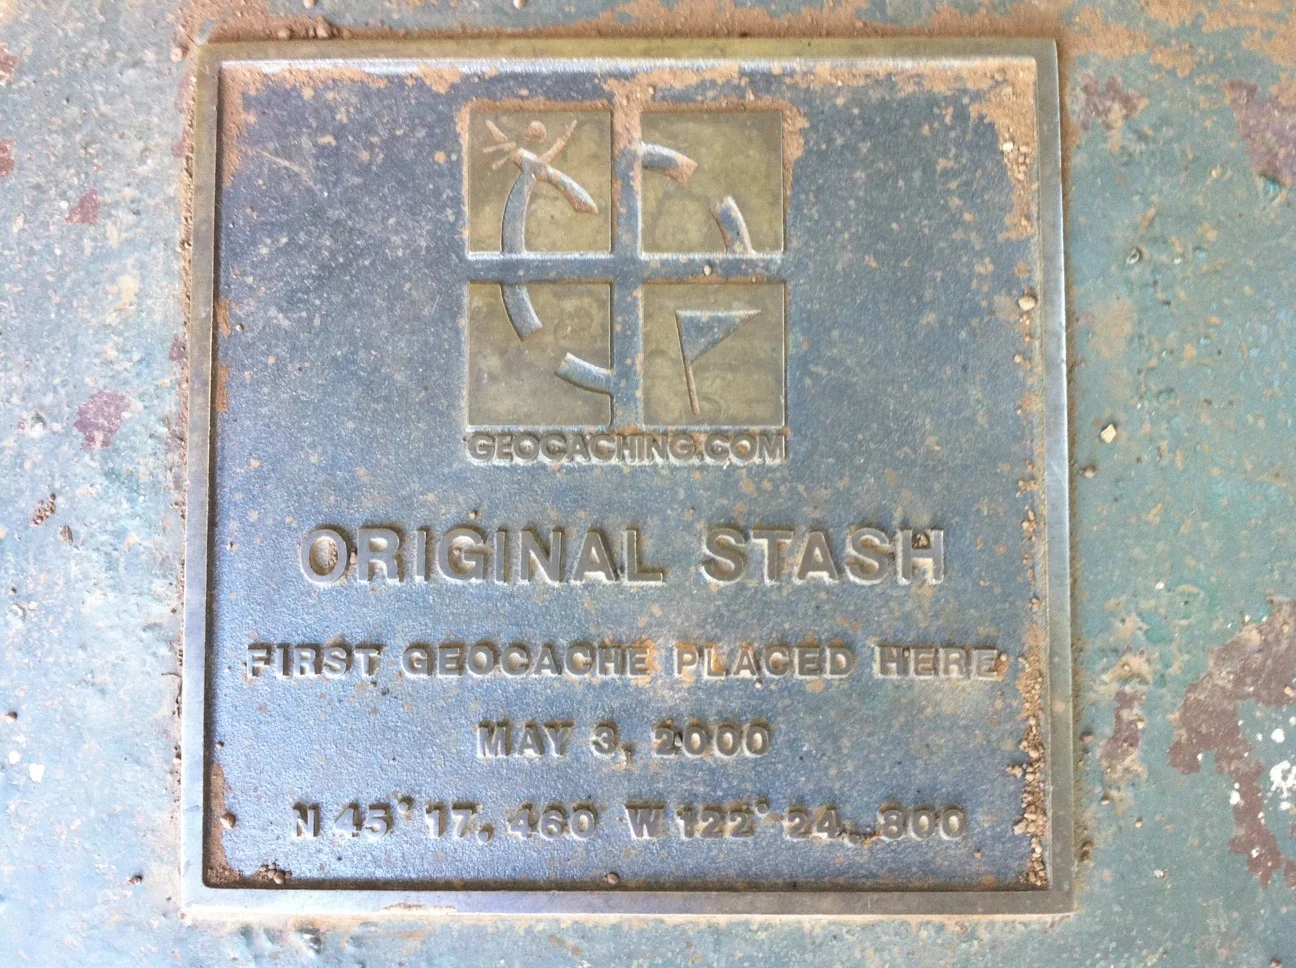 GEOCACHING.COM
ORIGINAL STASH
FIRST GEOCACHE PLACED HERE
MAY 3, 2000
N 45° 17, 460 W 122° 24. 800